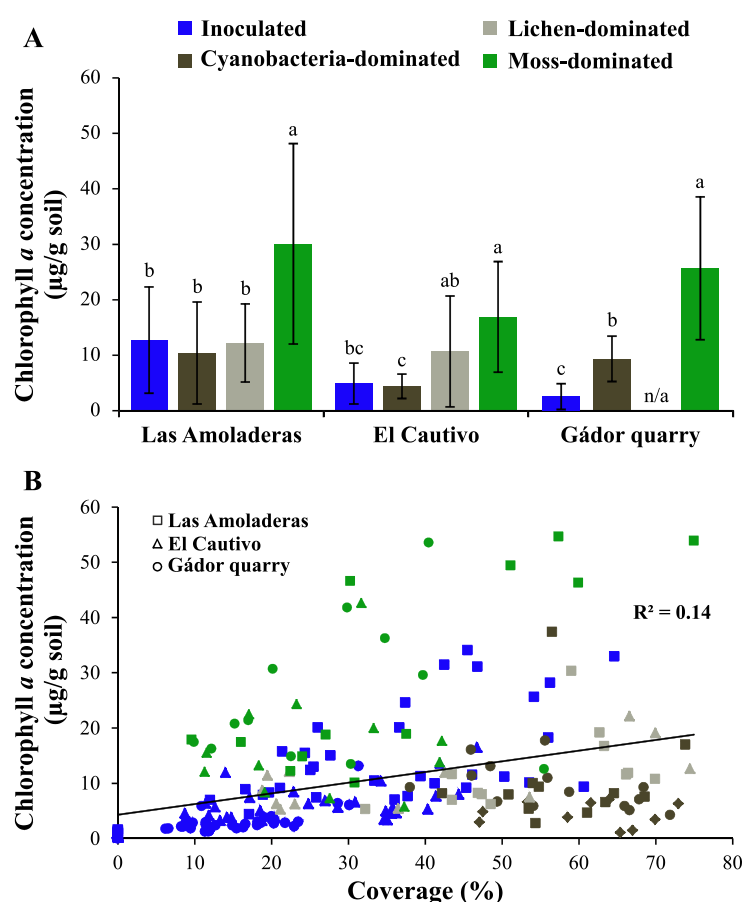 A
Inoculated
Lichen-dominated
Cyanobacteria-dominated
Moss-dominated
Chlorophyll a concentration
(µg/g soil)
60
50
40
30
20
10
0
b
b
b
a
bc
c
ab
a
c
b
n/a
a
Las Amoladeras
El Cautivo
Gádor quarry
B
Chlorophyll a concentration
(µg/g soil)
60
50
40
30
20
10
0
Las Amoladeras
El Cautivo
Gádor quarry
R² = 0.14
0 10 20 30 40 50 60 70 80
Coverage (%)